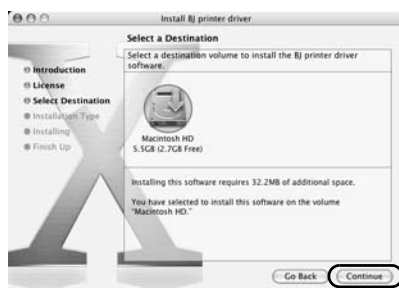 Install BJ printer driver
Select a Destination
Select a destination volume to install the BJ printer driver
software.
Introduction
License
Select Destination
Installation Type
Installing
Finish Up
Macintosh HD
5.5GB (2.7GB Free)
Installing this software requires 32.2MB of additional space.
You have selected to install this software on the volume
"Macintosh HD."
Go Back
Continue